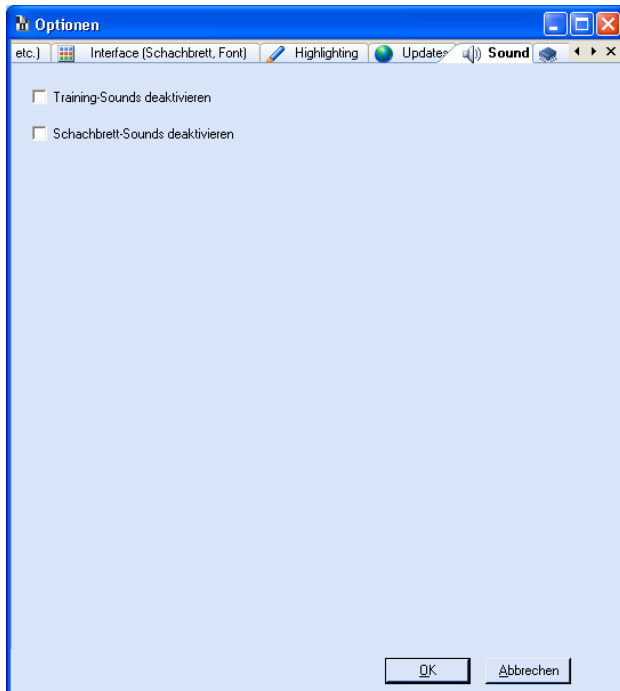 Optionen
etc.) Interface (Schachbrett, Font) Highlighting Updates Sound
Training-Sounds deaktivieren
Schachbrett-Sounds deaktivieren
OK Abbrechen